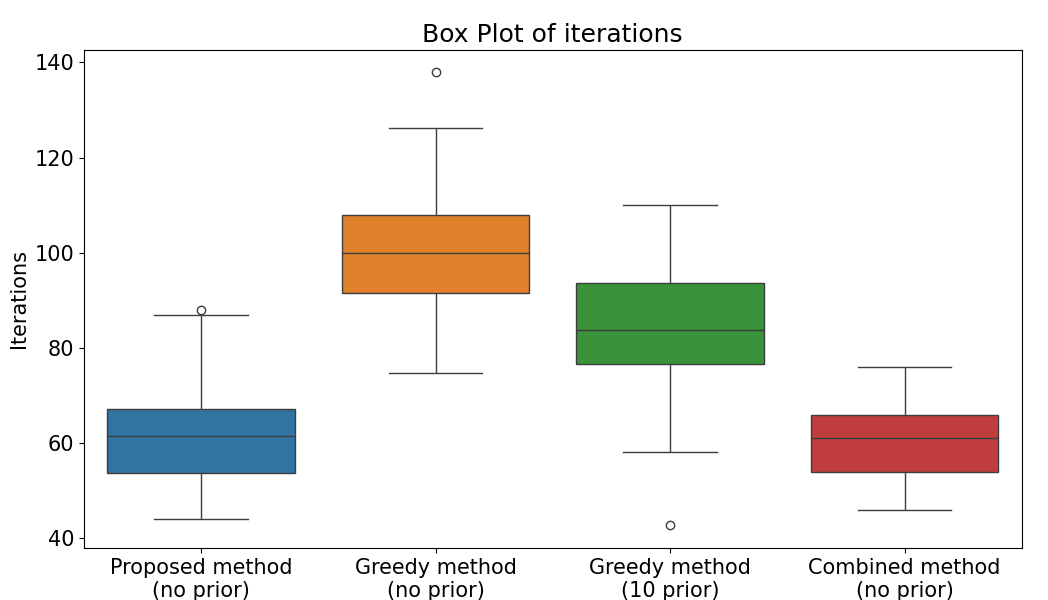 Box Plot of iterations
Iterations
140
120
100
80
60
40
Proposed method
(no prior)
Greedy method
(no prior)
Greedy method
(10 prior)
Combined method
(no prior)